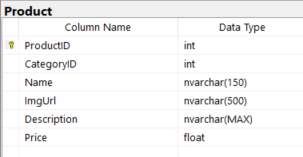 Product
Column Name Data Type
ProductID int
CategoryID int
Name nvarchar(150)
ImgUrl nvarchar(500)
Description nvarchar(MAX)
Price float